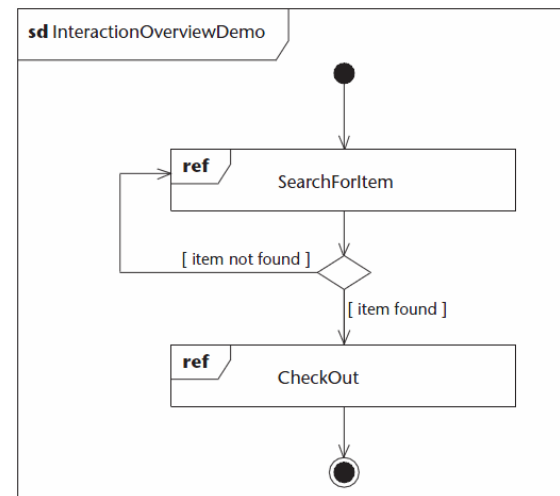 sd InteractionOverviewDemo
ref
SearchForItem
[ item not found ]
[ item found ]
ref
CheckOut